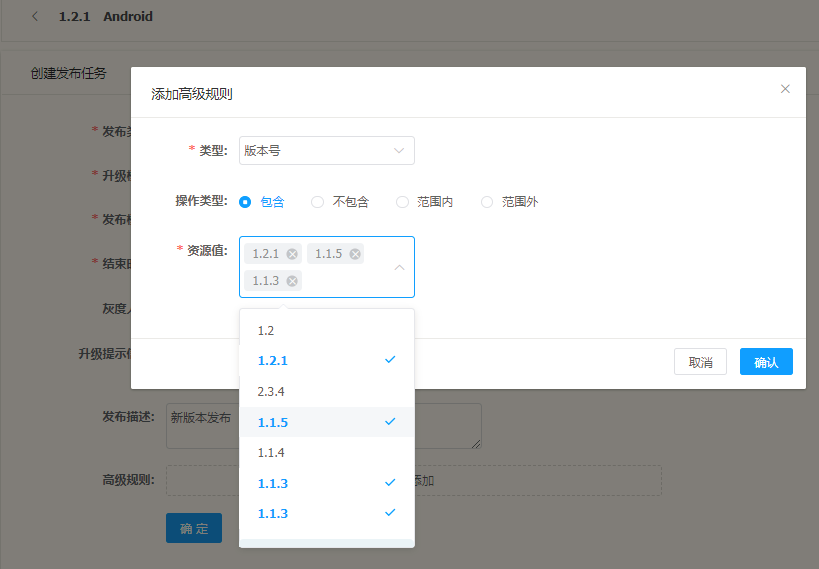 1.2.1 Android
创建发布任务
添加高级规则
* 发布
* 类型: 版本号
* 升级
操作类型: 包含 不包含 范围内 范围外
* 发布
* 资源值: 1.2.1 1.1.5
* 结束
1.1.3
灰度
1.2
升级提示
1.2.1
取消 确认
2.3.4
发布描述: 新版本发布
1.1.5
1.1.4
高级规则: 添加
1.1.3
1.1.3
确 定